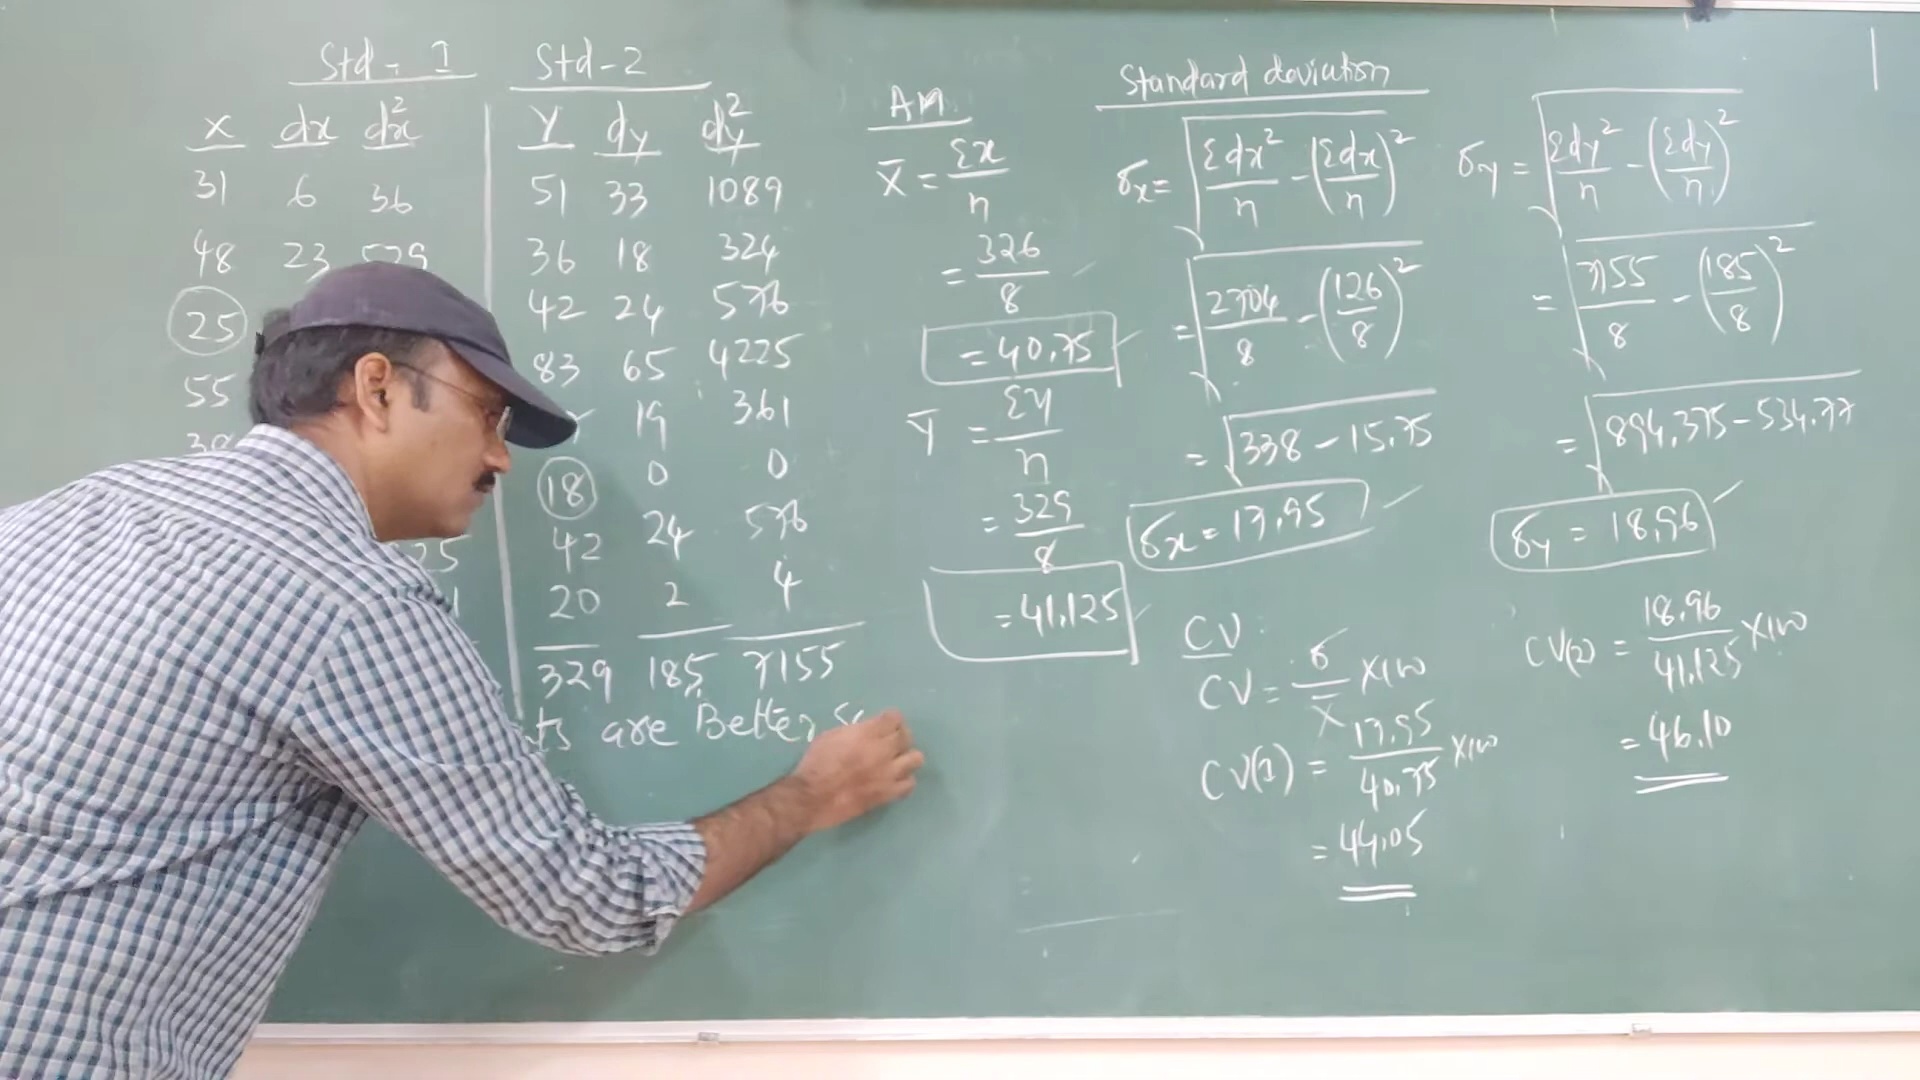 Std - 1
x dx dx²
31 6 36
48 23 529
25
55
Std - 2
y dy dy²
51 33 1089
36 18 324
42 24 576
83 65 4225
19 361
18 0 0
42 24 576
20 2 4
329 185 7155
are Better
AM
x̄ = Σx/n
= 326/8
= 40.75
ȳ = Σy/n
= 329/8
= 41.125
Standard deviation
σx = √(Σdx²/n - (Σdx/n)²)
= √(2704/8 - (126/8)²)
= √(338 - 15.75
σx = 17.95
CV
CV = σ/x̄ × 100
CV(1) = 17.95/40.75 × 100
= 44.05
σy = √(Σdy²/n - (Σdy/n)²)
= √(7155/8 - (185/8)²)
= √(894.375 - 534.77
σy = 18.96
CV(2) = 18.96/41.125 × 100
= 46.10